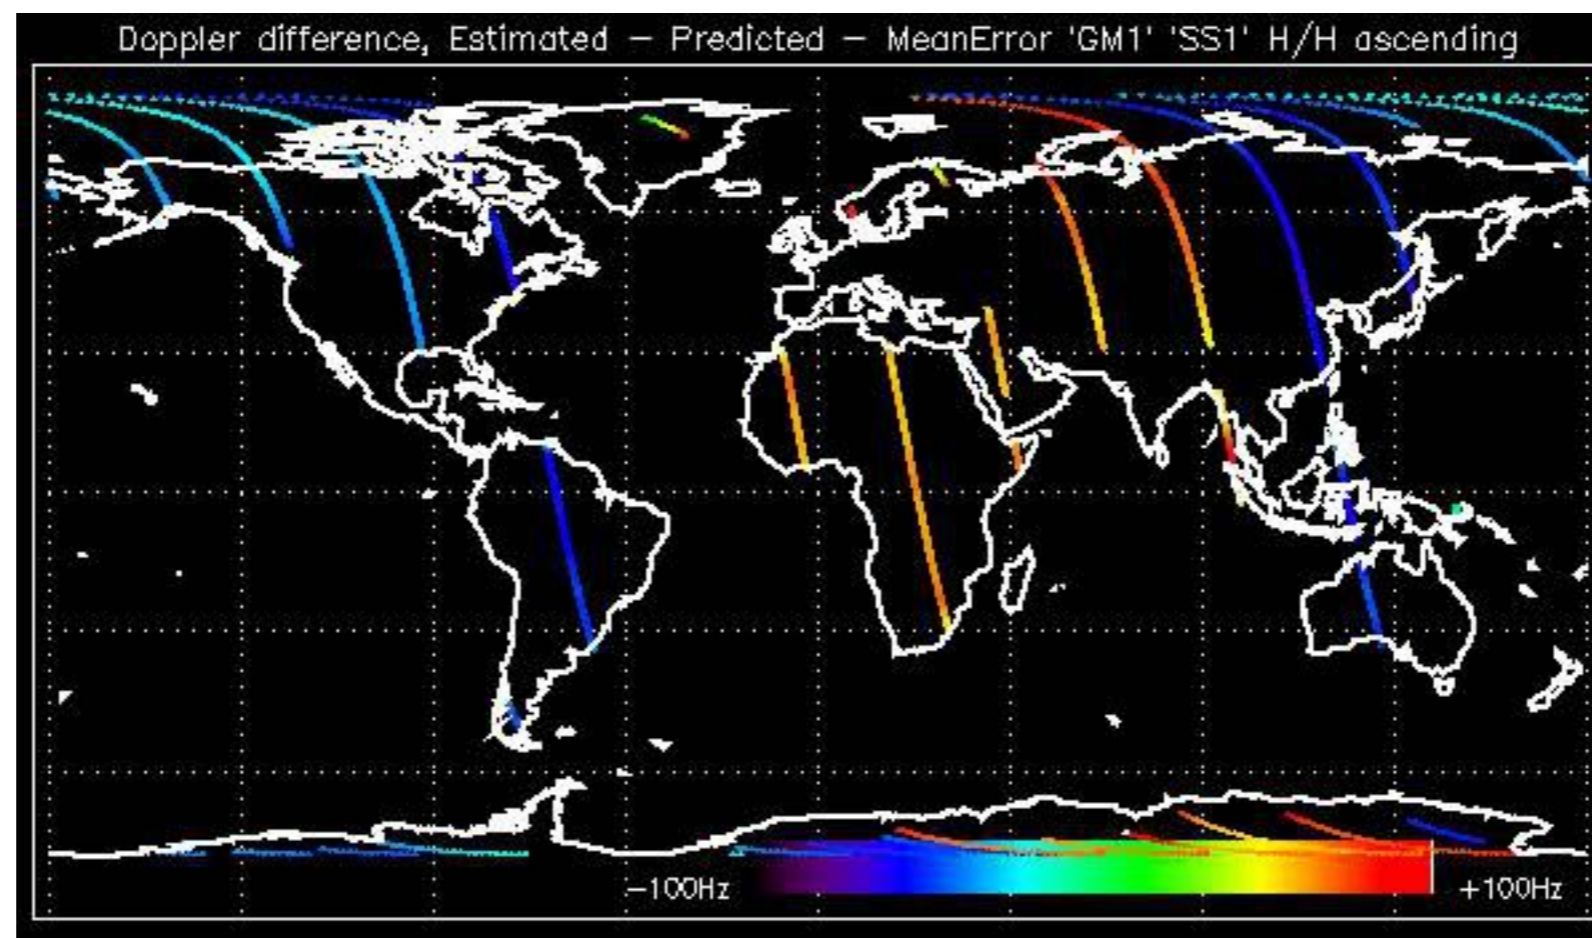 Doppler difference, Estimated – Predicted – MeanError 'GM1' 'SS1' H/H ascending
–100Hz
+100Hz